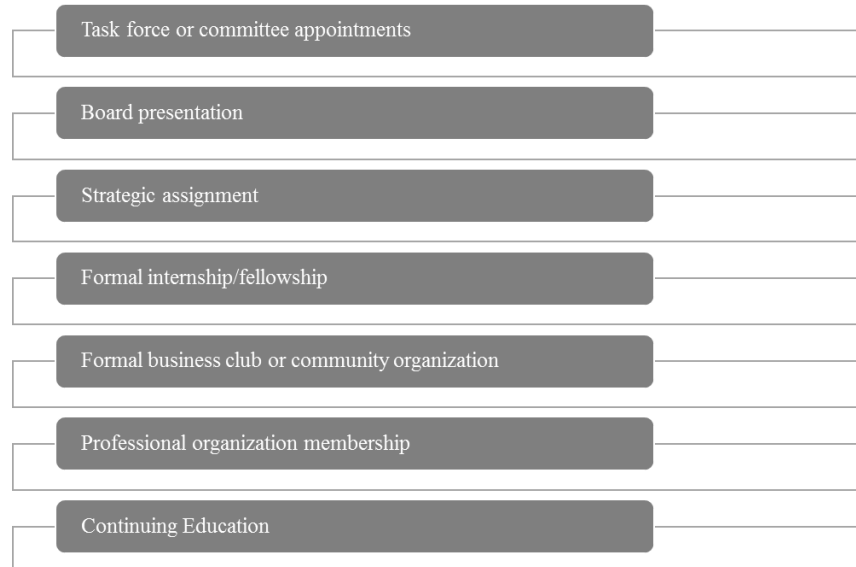 Task force or committee appointments
Board presentation
Strategic assignment
Formal internship/fellowship
Formal business club or community organization
Professional organization membership
Continuing Education